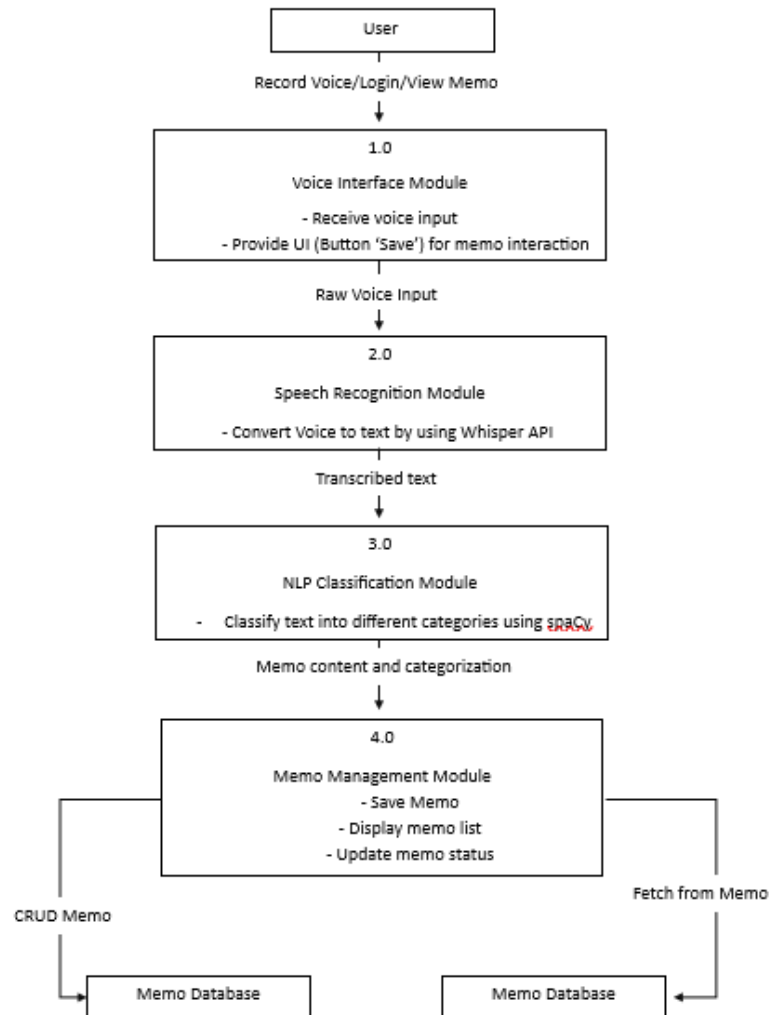 User
Record Voice/Login/View Memo
1.0
Voice Interface Module
- Receive voice input
- Provide UI (Button ‘Save’) for memo interaction
Raw Voice Input
2.0
Speech Recognition Module
- Convert Voice to text by using Whisper API
Transcribed text
3.0
NLP Classification Module
- Classify text into different categories using spaCy
Memo content and categorization
4.0
Memo Management Module
- Save Memo
- Display memo list
- Update memo status
CRUD Memo
Fetch from Memo
Memo Database
Memo Database